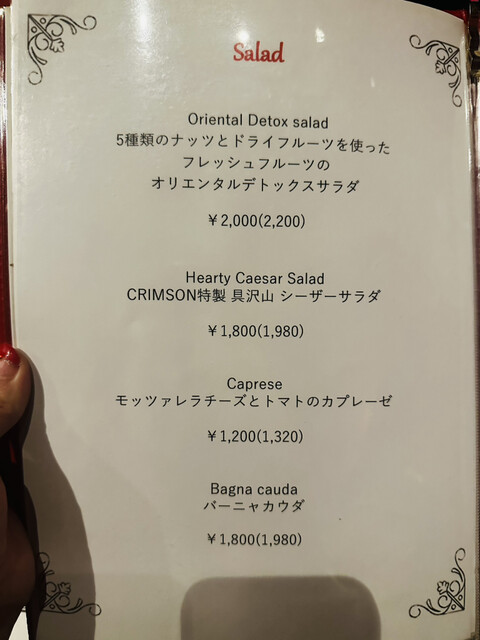 Salad
Oriental Detox salad
5種類のナッツとドライフルーツを使った
フレッシュフルーツの
オリエンタルデトックスサラダ
￥2,000(2,200)
Hearty Caesar Salad
CRIMSON特製 具沢山 シーザーサラダ
￥1,800(1,980)
Caprese
モッツァレラチーズとトマトのカプレーゼ
￥1,200(1,320)
Bagna cauda
バーニャカウダ
￥1,800(1,980)